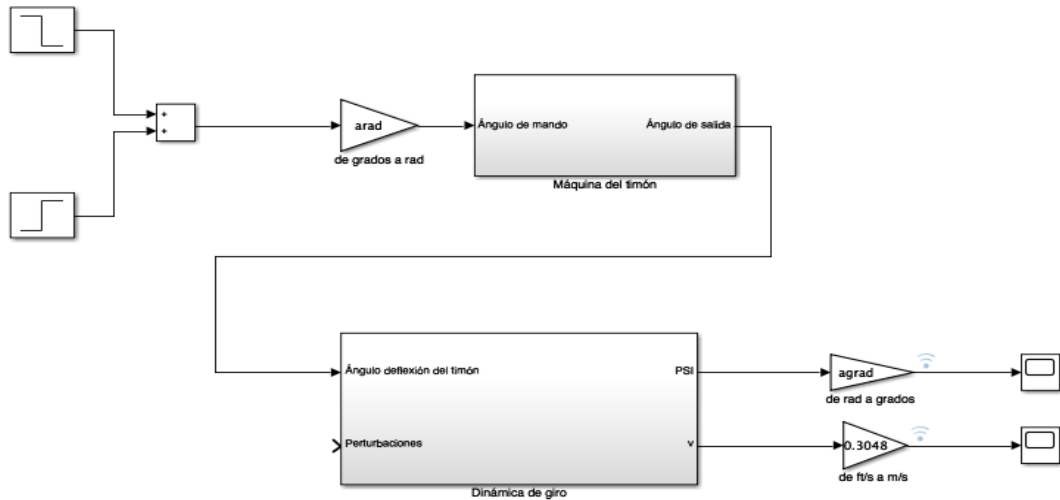 +
+
arad
de grados a rad
Ángulo de mando
Ángulo de salida
Máquina del timón
Ángulo deflexión del timón
Perturbaciones
PSI
v
Dinámica de giro
agrad
de rad a grados
0.3048
de ft/s a m/s